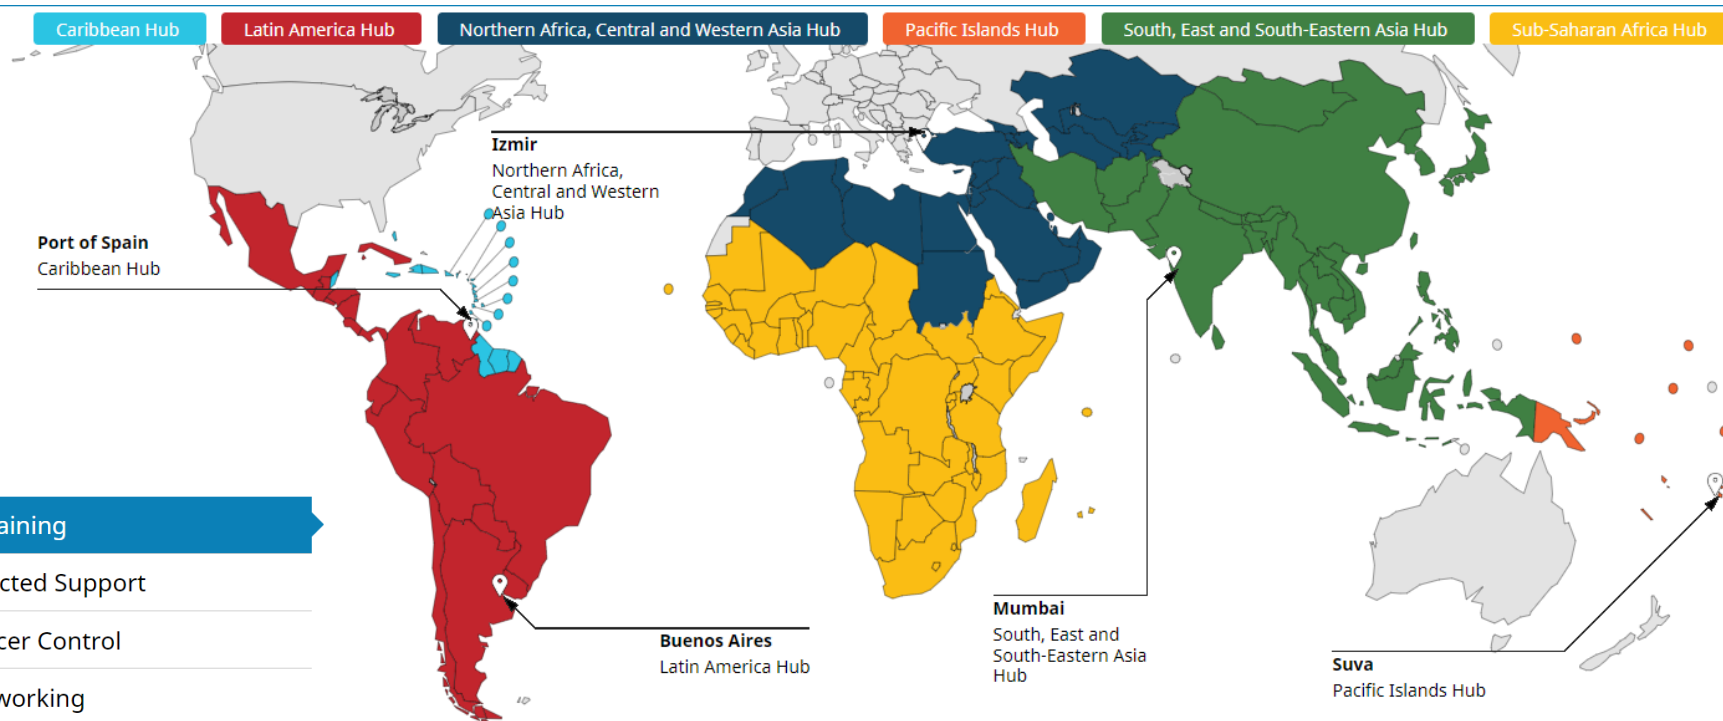 Caribbean Hub
Latin America Hub
Northern Africa, Central and Western Asia Hub
Pacific Islands Hub
South, East and South-Eastern Asia Hub
Sub-Saharan Africa Hub
Izmir
Northern Africa,
Central and Western
Asia Hub
Port of Spain
Caribbean Hub
aining
cted Support
cer Control
working
Buenos Aires
Latin America Hub
Mumbai
South, East and
South-Eastern Asia
Hub
Suva
Pacific Islands Hub